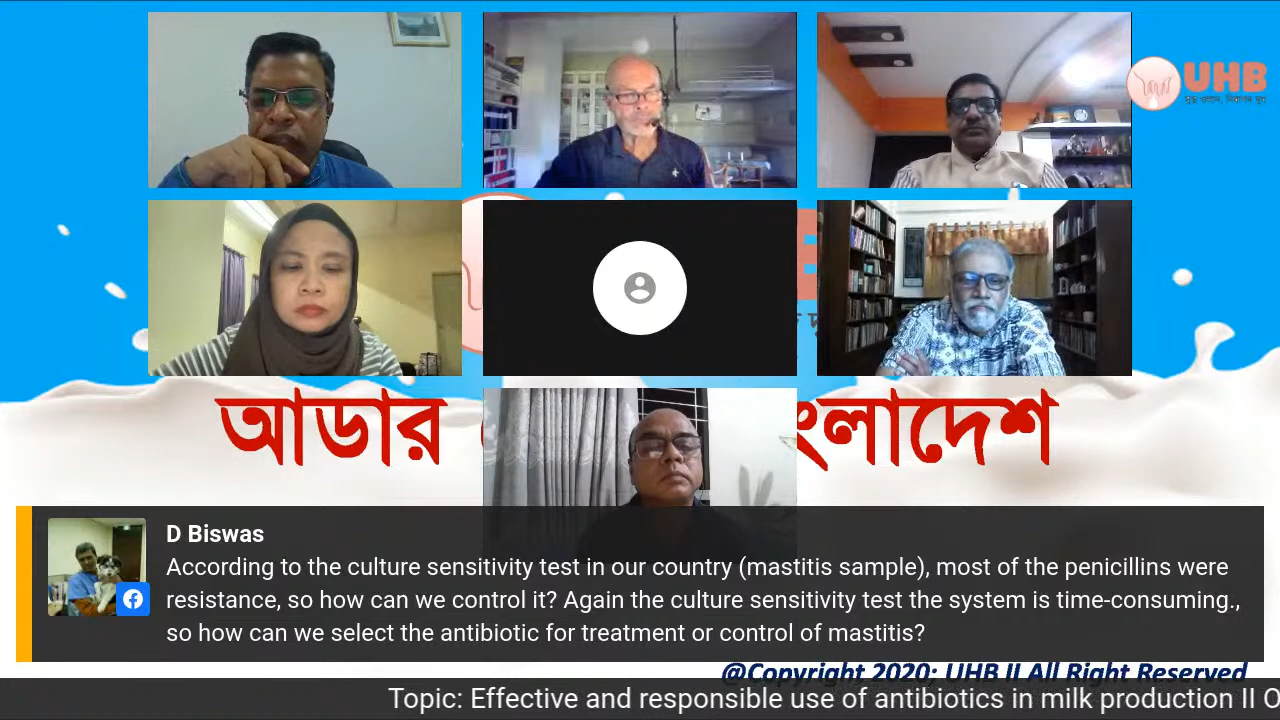 UHB
আডার
ংলাদেশ
D Biswas
According to the culture sensitivity test in our country (mastitis sample), most of the penicillins were
resistance, so how can we control it? Again the culture sensitivity test the system is time-consuming.,
so how can we select the antibiotic for treatment or control of mastitis?
@Copyright 2020; UHB II All Right Reserved
Topic: Effective and responsible use of antibiotics in milk production II O